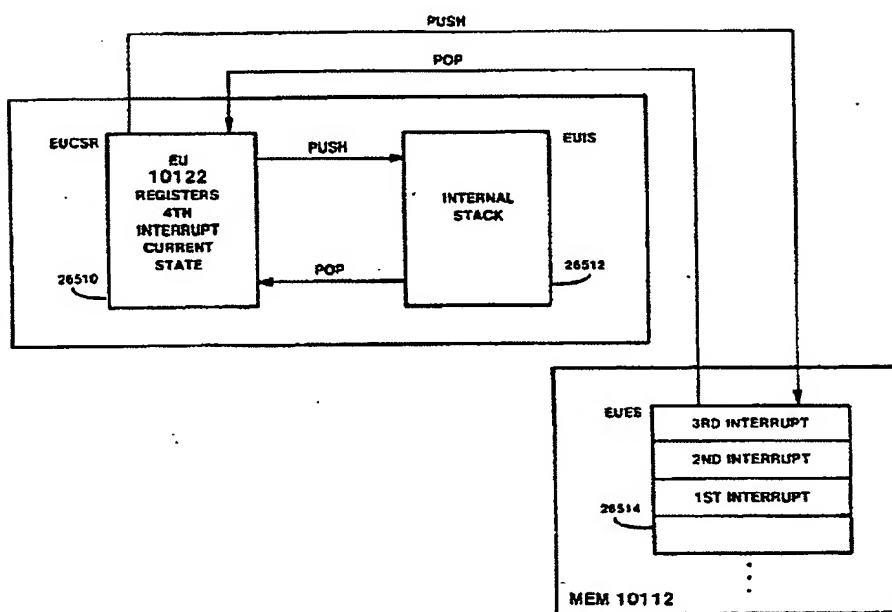 PUSH
POP
EUCSR
EU
10122
REGISTERS
4TH
INTERRUPT
CURRENT
STATE
26510
PUSH
POP
EUIS
INTERNAL
STACK
26512
EUES
3RD INTERRUPT
2ND INTERRUPT
1ST INTERRUPT
26514
MEM 10112